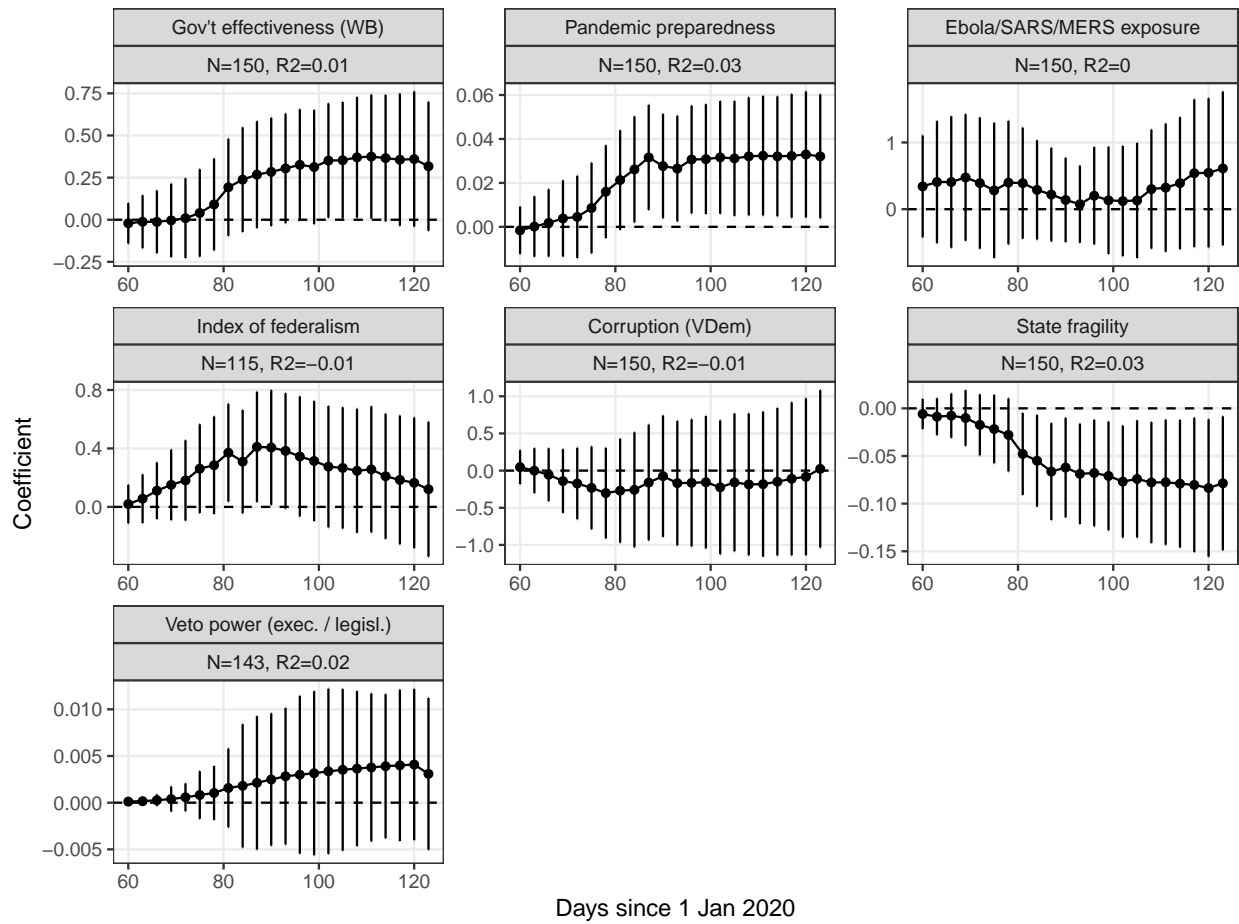 Gov't effectiveness (WB)
N=150, R2=0.01
0.75
0.50
0.25
0.00
−0.25
60 80 100 120
Pandemic preparedness
N=150, R2=0.03
0.06
0.04
0.02
0.00
60 80 100 120
Ebola/SARS/MERS exposure
N=150, R2=0
1
0
60 80 100 120
Index of federalism
N=115, R2=−0.01
0.8
0.4
0.0
60 80 100 120
Corruption (VDem)
N=150, R2=−0.01
1.0
0.5
0.0
−0.5
−1.0
60 80 100 120
State fragility
N=150, R2=0.03
0.00
−0.05
−0.10
−0.15
60 80 100 120
Veto power (exec. / legisl.)
N=143, R2=0.02
0.010
0.005
0.000
−0.005
60 80 100 120
Coefficient
Days since 1 Jan 2020